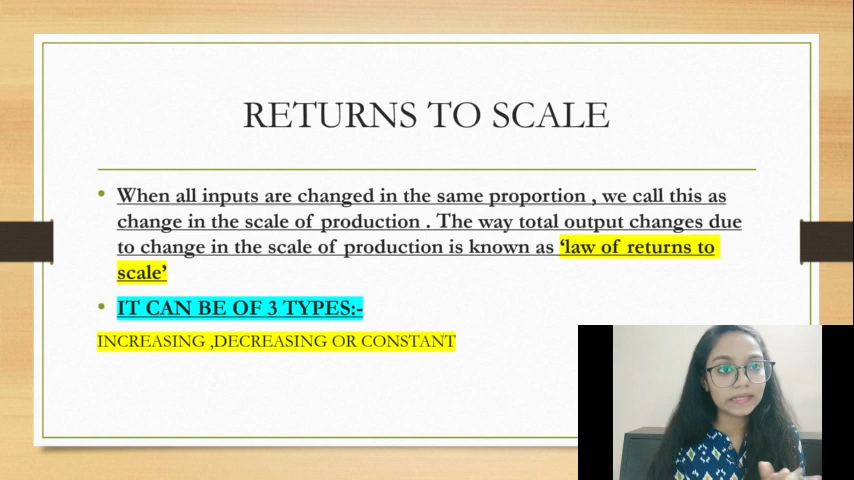 RETURNS TO SCALE
• When all inputs are changed in the same proportion , we call this as
change in the scale of production . The way total output changes due
to change in the scale of production is known as ‘law of returns to
scale’
• IT CAN BE OF 3 TYPES:-
INCREASING ,DECREASING OR CONSTANT